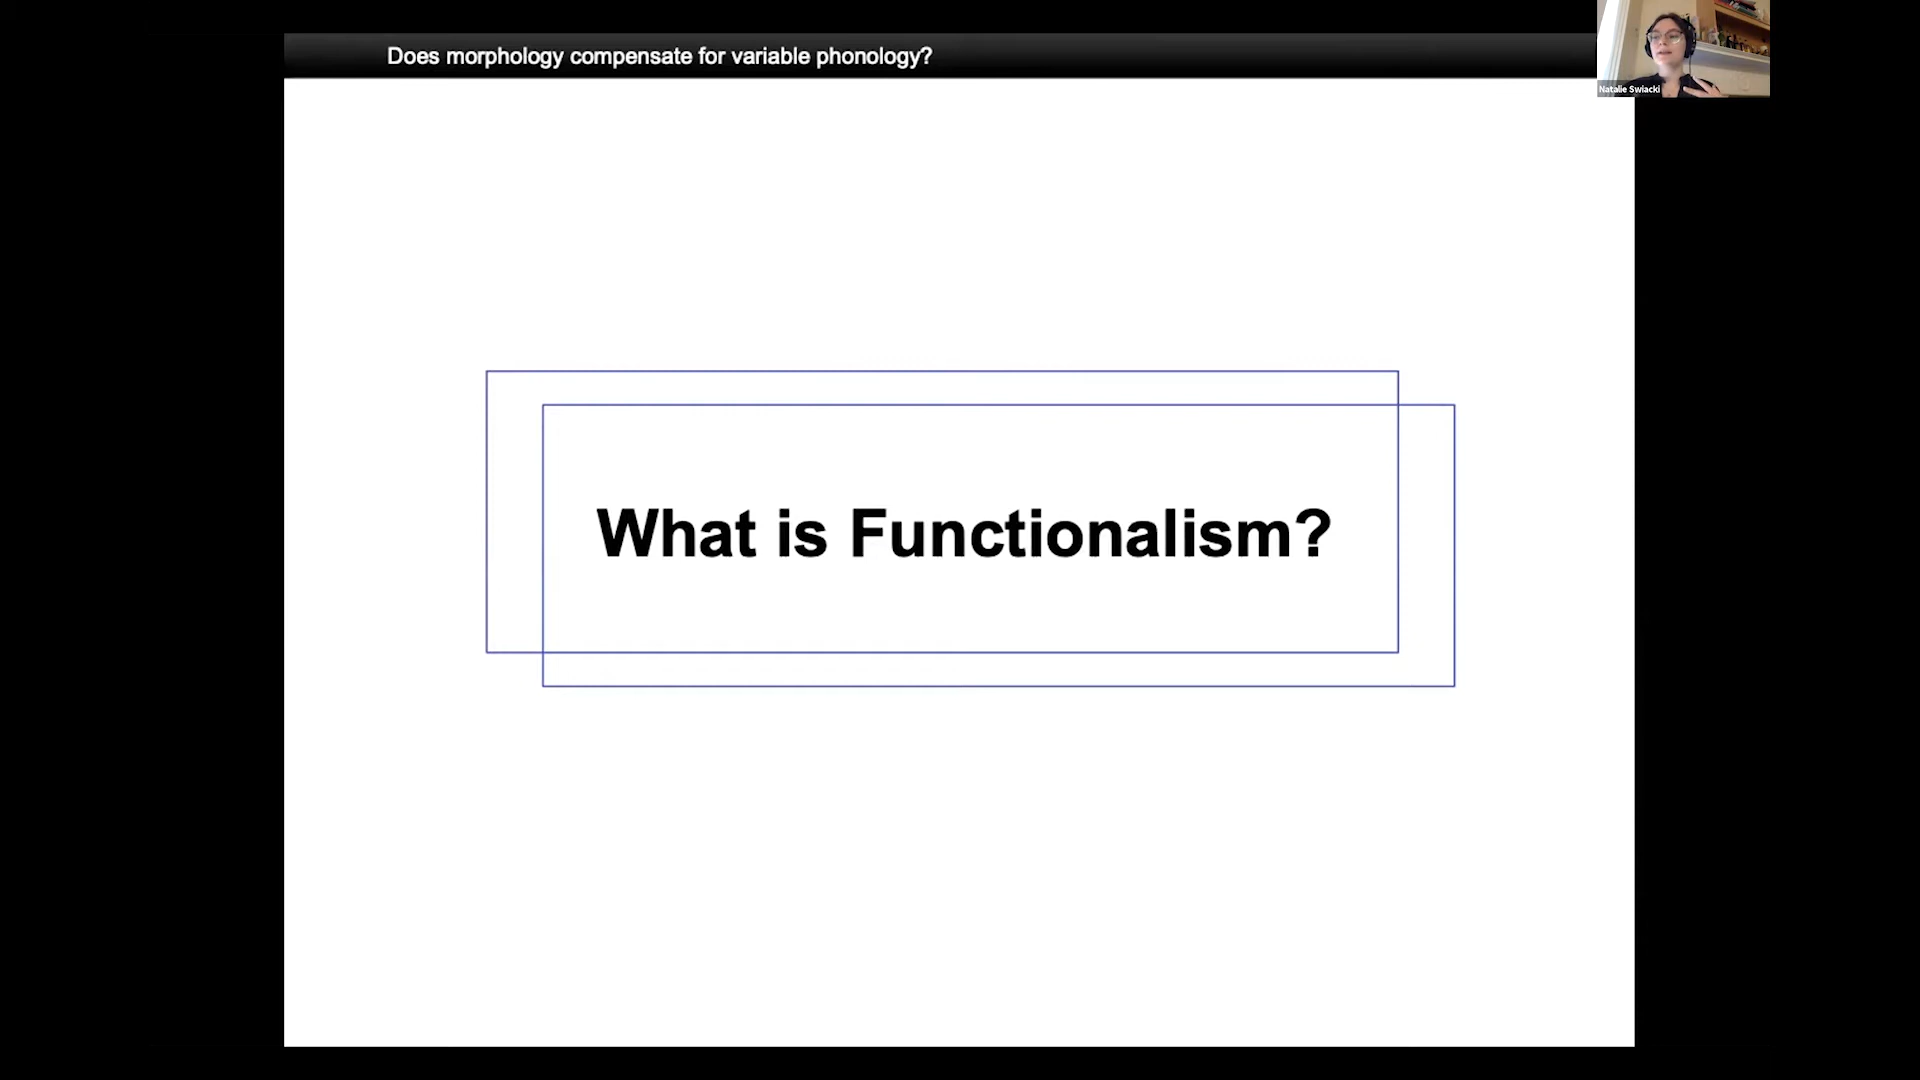 Does morphology compensate for variable phonology?
Natalie Swiacki
What is Functionalism?